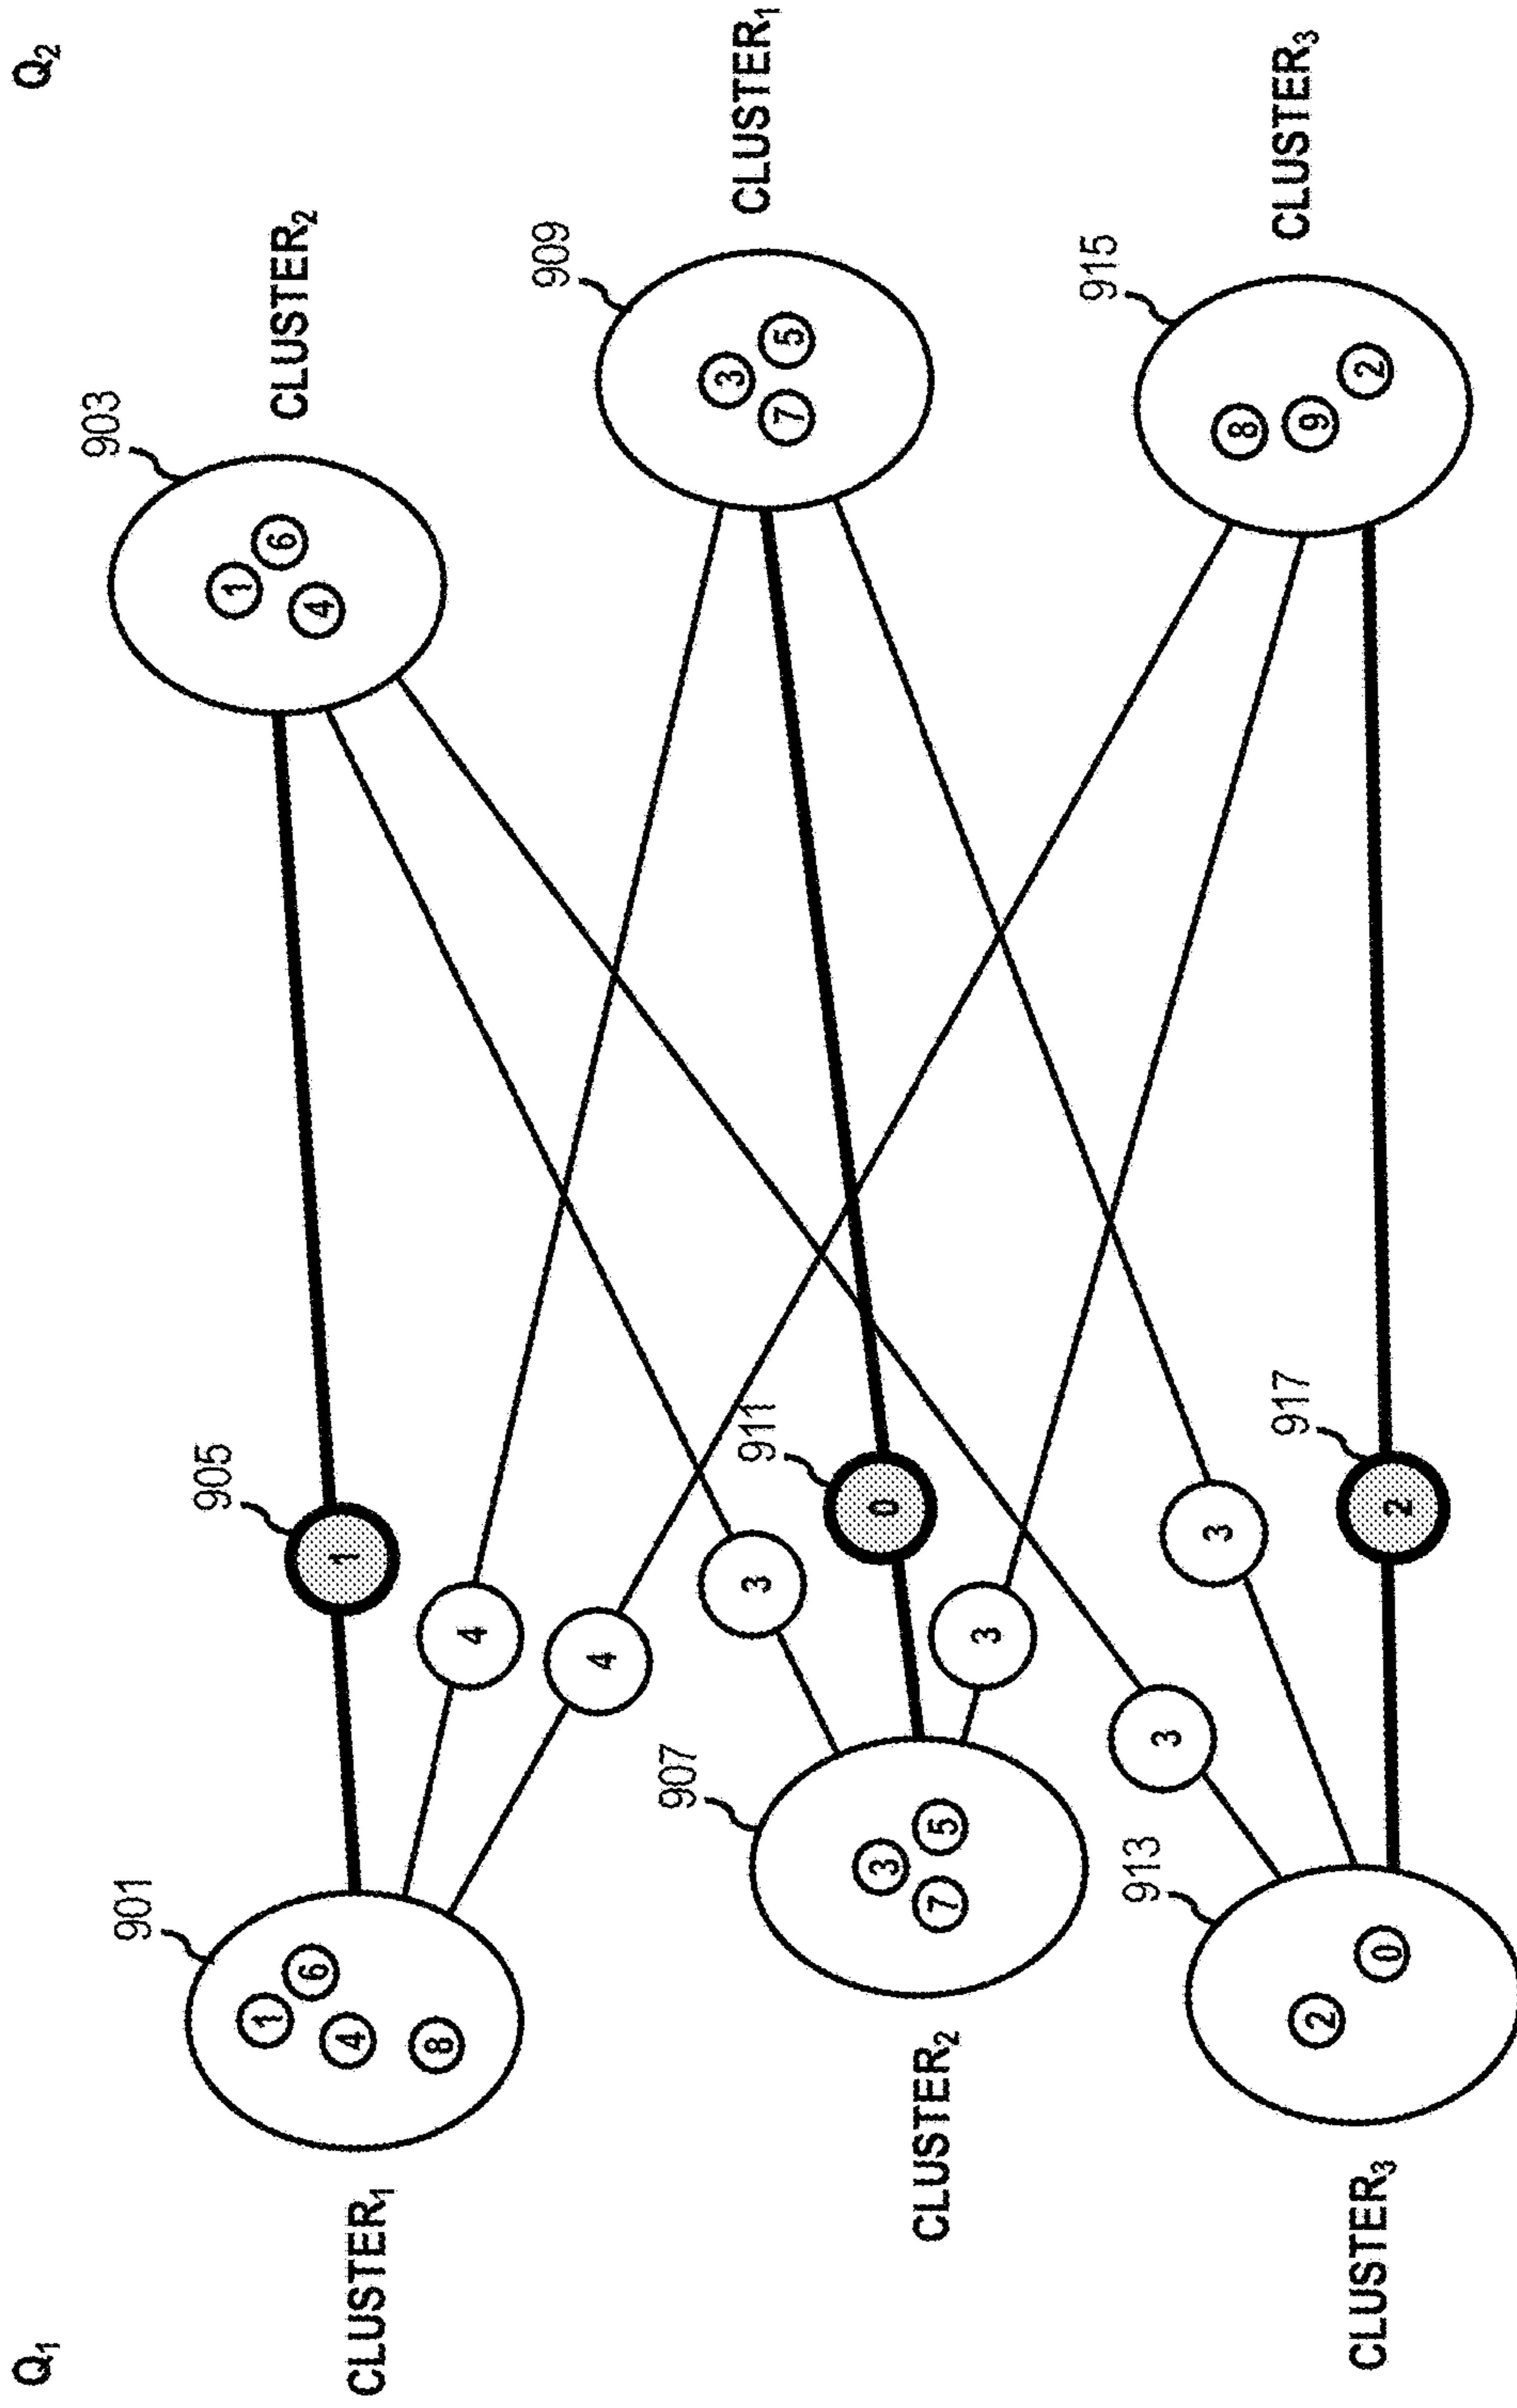 Q₁ Q₂
901 905 903
CLUSTER₁ 1 6 4 8 1 1 6 4 CLUSTER₂
4
4
907 911 909
3
CLUSTER₂ 3 7 5 0 3 7 5 CLUSTER₁
3
913 917 915
3
3
CLUSTER₃ 2 0 2 8 9 2 CLUSTER₃